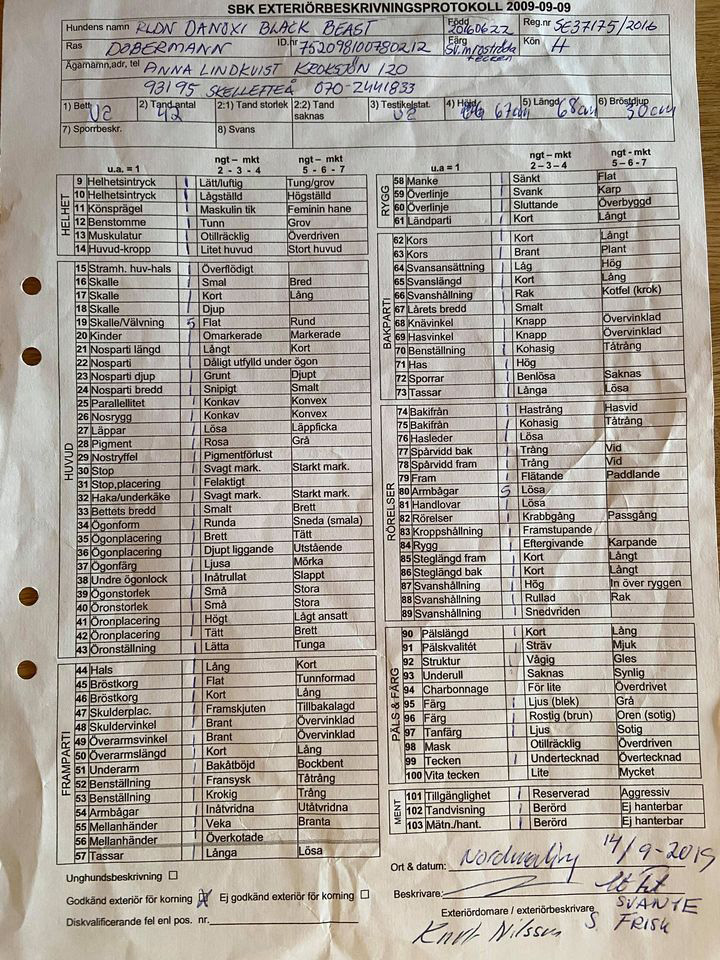 SBK EXTERIÖRBESKRIVNINGSPROTOKOLL 2009-09-09
Hundens namn RLDN DANOXI BLACK BEAST Född 20160622 Reg.nr SE37175/2016
Ras DOBERMANN ID.nr 752098100780212 Färg SV.m roströda TECKEN Kön H
Ägarnamn,adr, tel ANNA LINDKVIST KROKSJÖN 120
93195 SKELLEFTEÅ 070-2441833
1) Bett 2) Tand.antal 42 2:1) Tand storlek 2:2) Tand saknas 3) Testikelstat. 4) Höjd 67cm 5) Längd 68cm 6) Bröstdjup 30cm
7) Sporrbeskr. 8) Svans
u.a. = 1 ngt – mkt 2 - 3 - 4 ngt – mkt 5 - 6 - 7
HELHET
9 Helhetsintryck Lätt/luftig Tung/grov
10 Helhetsintryck Lågställd Högställd
11 Könsprägel Maskulin tik Feminin hane
12 Benstomme Tunn Grov
13 Muskulatur Otillräcklig Överdriven
14 Huvud-kropp Litet huvud Stort huvud
HUVUD
15 Stramh. huv-hals Överflödigt
16 Skalle Smal Bred
17 Skalle Kort Lång
18 Skalle Djup
19 Skalle/Välvning 5 Flat Rund
20 Kinder Omarkerade Markerade
21 Nosparti längd Långt Kort
22 Nosparti Dåligt utfylld under ögon
23 Nosparti djup Grunt Djupt
24 Nosparti bredd Snipigt Smalt
25 Parallellitet Konkav Konvex
26 Nosrygg Konkav Konvex
27 Läppar Lösa Läppficka
28 Pigment Rosa Grå
29 Nostryffel Pigmentförlust
30 Stop Svagt mark. Starkt mark.
31 Stop,placering Felaktigt
32 Haka/underkäke Svagt mark. Starkt mark.
33 Bettets bredd Smalt Brett
34 Ögonform Runda Sneda (smala)
35 Ögonplacering Brett Tätt
36 Ögonplacering Djupt liggande Utstående
37 Ögonfärg Ljusa Mörka
38 Undre ögonlock Inåtrullat Slappt
39 Ögonstorlek Små Stora
40 Öronstorlek Små Stora
41 Öronplacering Högt Lågt ansatt
42 Öronplacering Tätt Brett
43 Öronställning Lätta Tunga
FRAMPARTI
44 Hals Lång Kort
45 Bröstkorg Flat Tunnformad
46 Bröstkorg Kort Lång
47 Skulderplac. Framskjuten Tillbakalagd
48 Skuldervinkel Brant Övervinklad
49 Överarmsvinkel Brant Övervinklad
50 Överarmslängd Kort Lång
51 Underarm Bakåtböjd Bockbent
52 Benställning Fransysk Tåtrång
53 Benställning Krokig Trång
54 Armbågar Inåtvridna Utåtvridna
55 Mellanhänder Veka Branta
56 Mellanhänder Överkotade
57 Tassar Långa Lösa
Unghundsbeskrivning
Godkänd exteriör för korning X Ej godkänd exteriör för korning
Diskvalificerande fel enl pos. nr.
u.a = 1 ngt – mkt 2 – 3 – 4 ngt – mkt 5 - 6 - 7
RYGG
58 Manke Sänkt Flat
59 Överlinje Svank Karp
60 Överlinje Sluttande Överbyggd
61 Ländparti Kort Långt
BAKPARTI
62 Kors Kort Långt
63 Kors Brant Plant
64 Svansansättning Låg Hög
65 Svanslängd Kort Lång
66 Svanshållning Rak Kotfel (krok)
67 Lårets bredd Smalt
68 Knävinkel Knapp Övervinklad
69 Hasvinkel Knapp Övervinklad
70 Benställning Kohasig Tåtrång
71 Has Hög
72 Sporrar Benlösa Saknas
73 Tassar Långa Lösa
RÖRELSER
74 Bakifrån Hastrång Hasvid
75 Bakifrån Kohasig Tåtrång
76 Hasleder Lösa
77 Spårvidd bak Trång Vid
78 Spårvidd fram Trång Vid
79 Fram Flätande Paddlande
80 Armbågar 5 Lösa
81 Handlovar Lösa
82 Rörelser Krabbgång Passgång
83 Kroppshållning Framstupande
84 Rygg Eftergivande Karpande
85 Steglängd fram Kort Långt
86 Steglängd bak Kort Långt
87 Svanshållning Hög In över ryggen
88 Svanshållning Rullad Rak
89 Svanshållning Snedvriden
PÄLS & FÄRG
90 Pälslängd Kort Lång
91 Pälskvalitét Sträv Mjuk
92 Struktur Vågig Gles
93 Underull Saknas Synlig
94 Charbonnage För lite Överdrivet
95 Färg Ljus (blek) Grå
96 Färg Rostig (brun) Oren (sotig)
97 Tanfärg Ljus Sotig
98 Mask Otillräcklig Överdriven
99 Tecken Undertecknad Övertecknad
100 Vita tecken Lite Mycket
MENT
101 Tillgänglighet Reserverad Aggressiv
102 Tandvisning Berörd Ej hanterbar
103 Mätn./hant. Berörd Ej hanterbar
Ort & datum: Nordmaling 14/9-2019
Beskrivare:
Exteriördomare / exteriörbeskrivare SVANTE
Knut Nilsson S. FRISK